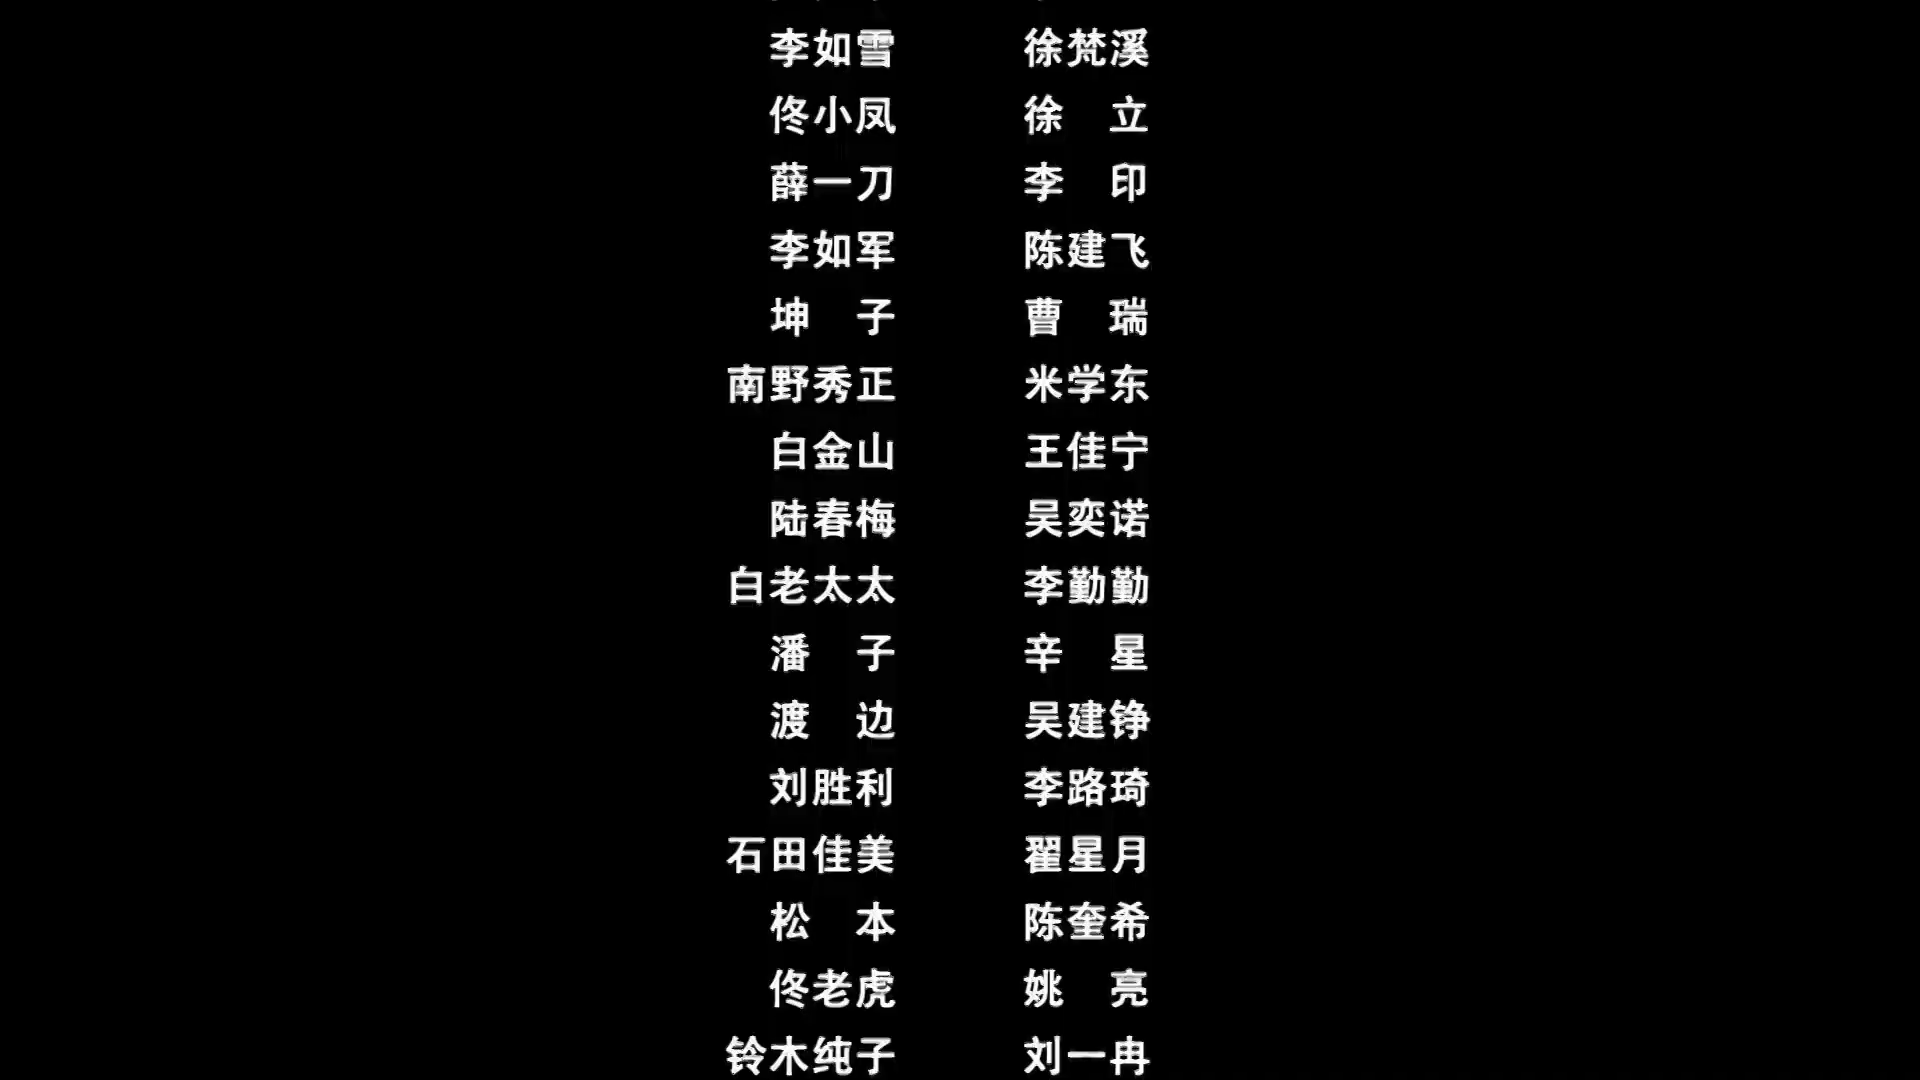 李如雪 徐梵溪
佟小凤 徐 立
薛一刀 李 印
李如军 陈建飞
坤 子 曹 瑞
南野秀正 米学东
白金山 王佳宁
陆春梅 吴奕诺
白老太太 李勤勤
潘 子 辛 星
渡 边 吴建铮
刘胜利 李路琦
石田佳美 翟星月
松 本 陈奎希
佟老虎 姚 亮
铃木纯子 刘一冉